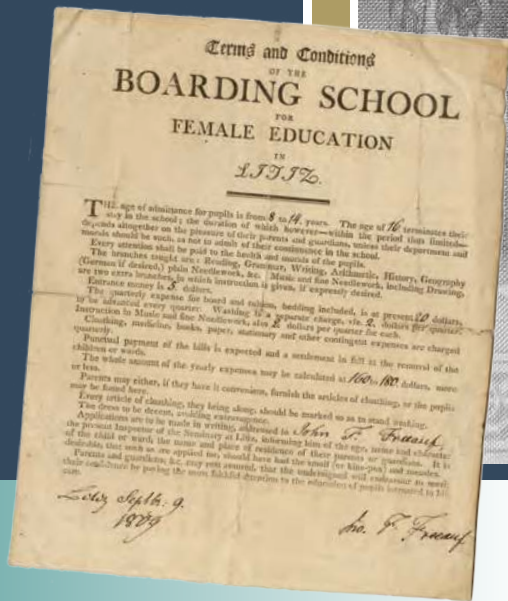 Terms and Conditions
OF THE
BOARDING SCHOOL
FOR
FEMALE EDUCATION
IN
LITIZ.
THE age of admittance for pupils is from 8 to 14 years. The age of 16 terminates their
stay in the school; the duration of which however—within the period thus limited—
depends altogether on the pleasure of their parents and guardians, unless their deportment and
morals should be such, as not to admit of their continuance in the school.
Every attention shall be paid to the health and morals of the pupils.
The branches taught are: Reading, Grammar, Writing, Arithmetic, History, Geography
(German if desired,) plain Needlework, &c. Music and fine Needlework, including Drawing,
are two extra branches, in which instruction is given, if expressly desired.
Entrance money is 5 dollars.
The quarterly expense for board and tuition, bedding included, is at present 20 dollars,
to be advanced every quarter. Washing is a separate charge, viz. 2 dollars per quarter.
Instruction in Music and fine Needlework, also 2 dollars per quarter for each.
Cloathing, medicine, books, paper, stationary and other contingent expenses are charged
quarterly.
Punctual payment of the bills is expected and a settlement in full at the removal of the
children or wards.
The whole amount of the yearly expenses may be calculated at 160 to 180 dollars, more
or less.
Parents may either, if they have it convenient, furnish the articles of cloathing, or the pupils
may be found here.
Every article of clothing, they bring along, should be marked so as to stand washing.
The dress to be decent, avoiding extravagance.
Applications are to be made in writing, addressed to John F. Frueauf
the present Inspector of the Seminary at Litiz, informing him of the age, name and character
of the child or ward, the name and place of residence of their parents or guardians. It is
desirable, that such as are applied for, should have had the small (or kine-pox) and measles.
Parents and guardians, &c. may rest assured, that the undersigned will endeavour to merit
their confidence by paying the most faithful attention to the education of pupils intrusted to his
care.
Litiz Septbr. 9.
1809
Jno. F. Frueauf